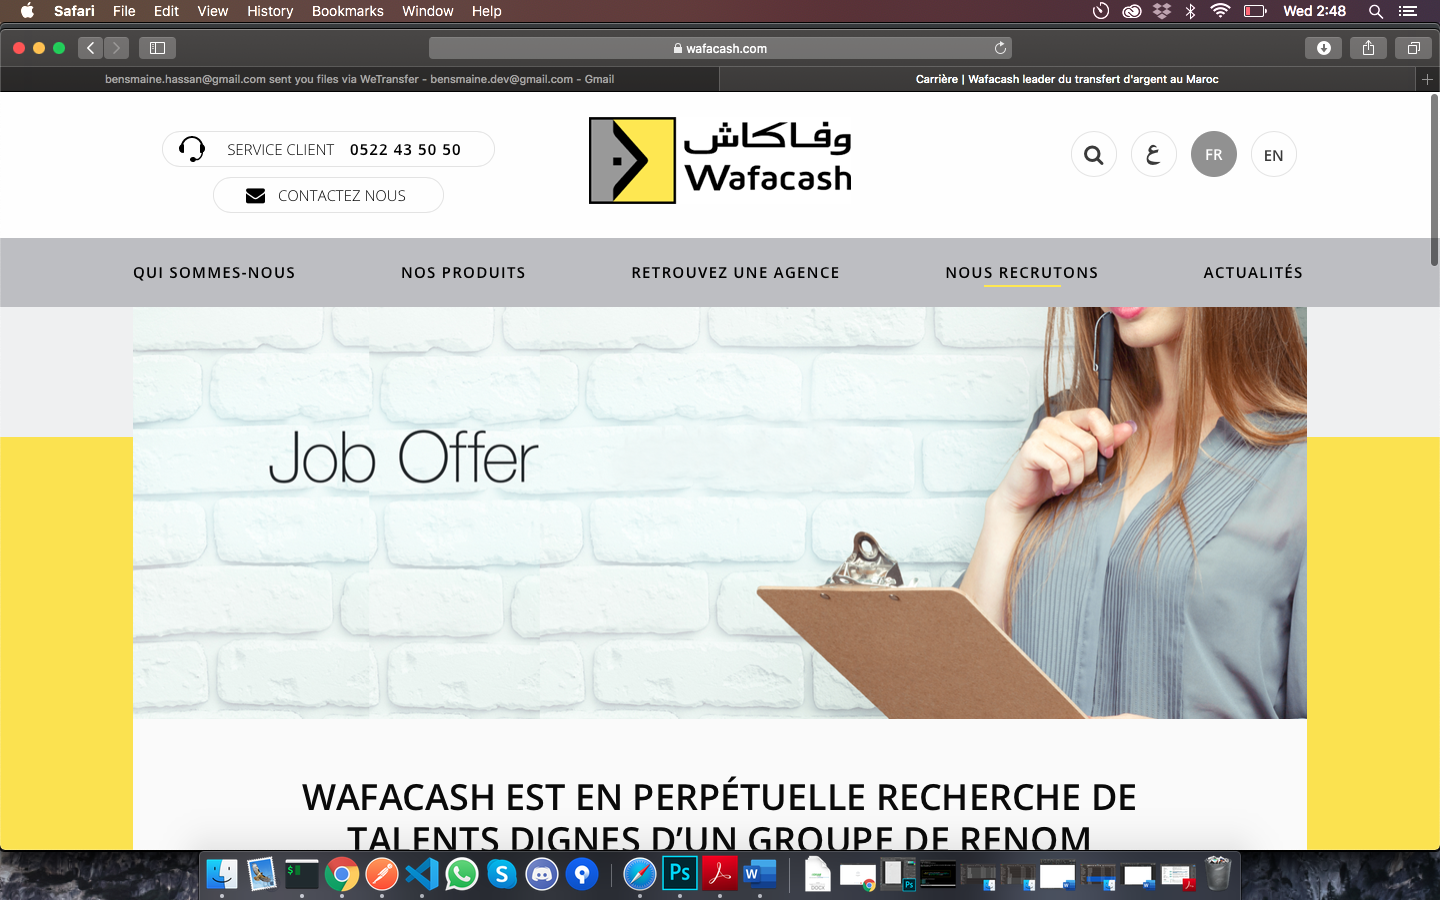 Safari File Edit View History Bookmarks Window Help Wed 2:48
wafacash.com
bensmaine.hassan@gmail.com sent you files via WeTransfer - bensmaine.dev@gmail.com - Gmail
Carrière | Wafacash leader du transfert d'argent au Maroc
SERVICE CLIENT 0522 43 50 50
CONTACTEZ NOUS
وفاكاش
Wafacash
ع FR EN
QUI SOMMES-NOUS NOS PRODUITS RETROUVEZ UNE AGENCE NOUS RECRUTONS ACTUALITÉS
Job Offer
WAFACASH EST EN PERPÉTUELLE RECHERCHE DE
TALENTS DIGNES D’UN GROUPE DE RENOM
$
Ps
S
W
DOCX